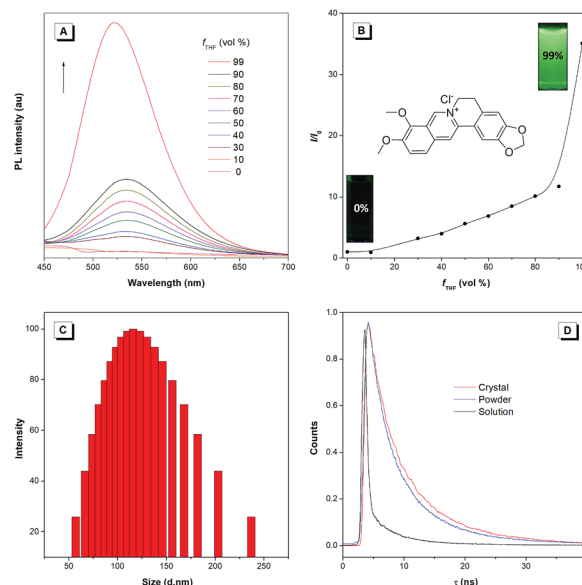 A
f THF (vol %)
99
90
80
70
60
50
40
30
10
0
PL intensity (au)
450 500 550 600 650 700
Wavelength (nm)
B
99%
0%
Cl⁻
N⁺
O
O
O
O
I/I₀
40
30
20
10
0
0 20 40 60 80 100
f THF (vol %)
C
Intensity
100
80
60
40
20
50 100 150 200 250
Size (d.nm)
D
Crystal
Powder
Solution
Counts
1.0
0.8
0.6
0.4
0.2
0.0
0 10 20 30
τ (ns)